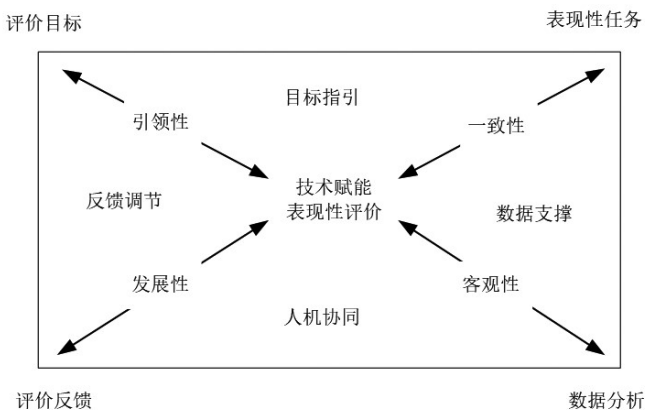 评价目标
表现性任务
目标指引
引领性
一致性
技术赋能
表现性评价
反馈调节
数据支撑
发展性
客观性
人机协同
评价反馈
数据分析